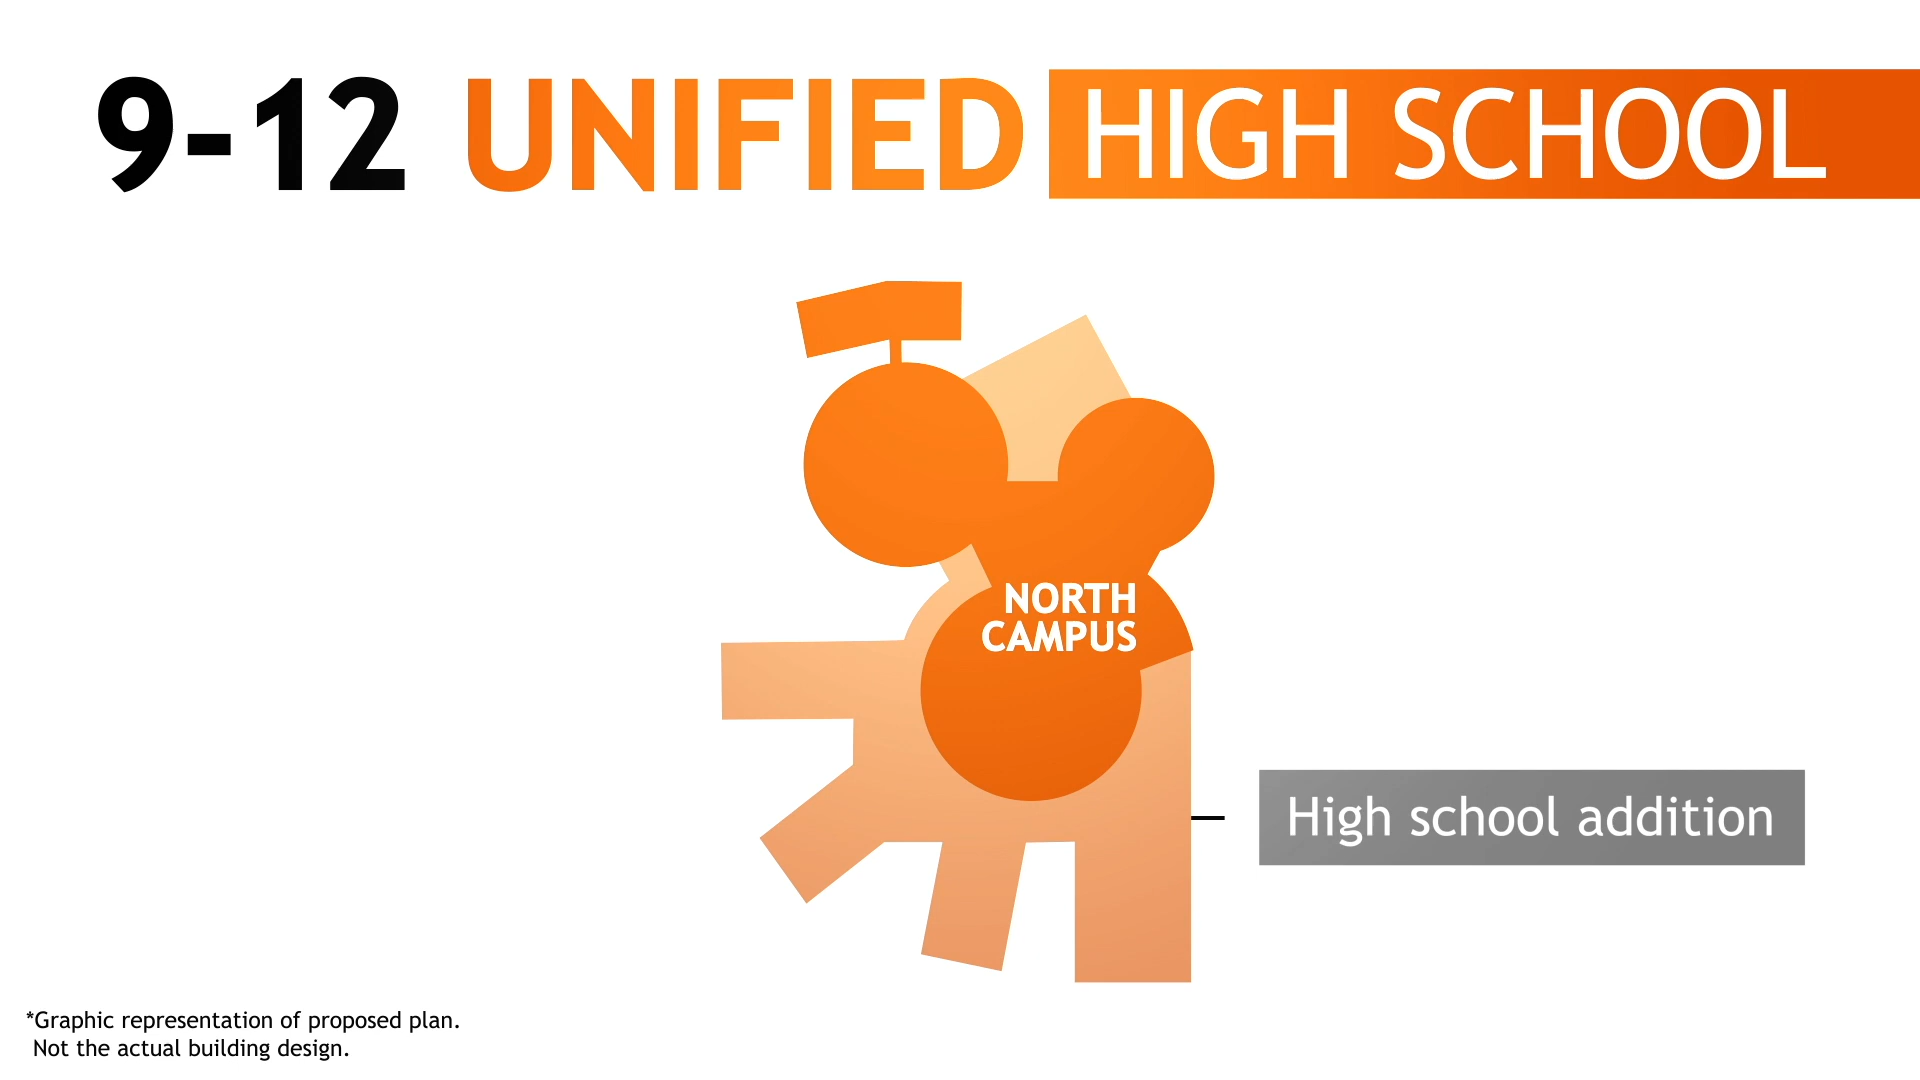 9-12 UNIFIED HIGH SCHOOL
NORTH
CAMPUS
High school addition
*Graphic representation of proposed plan.
Not the actual building design.